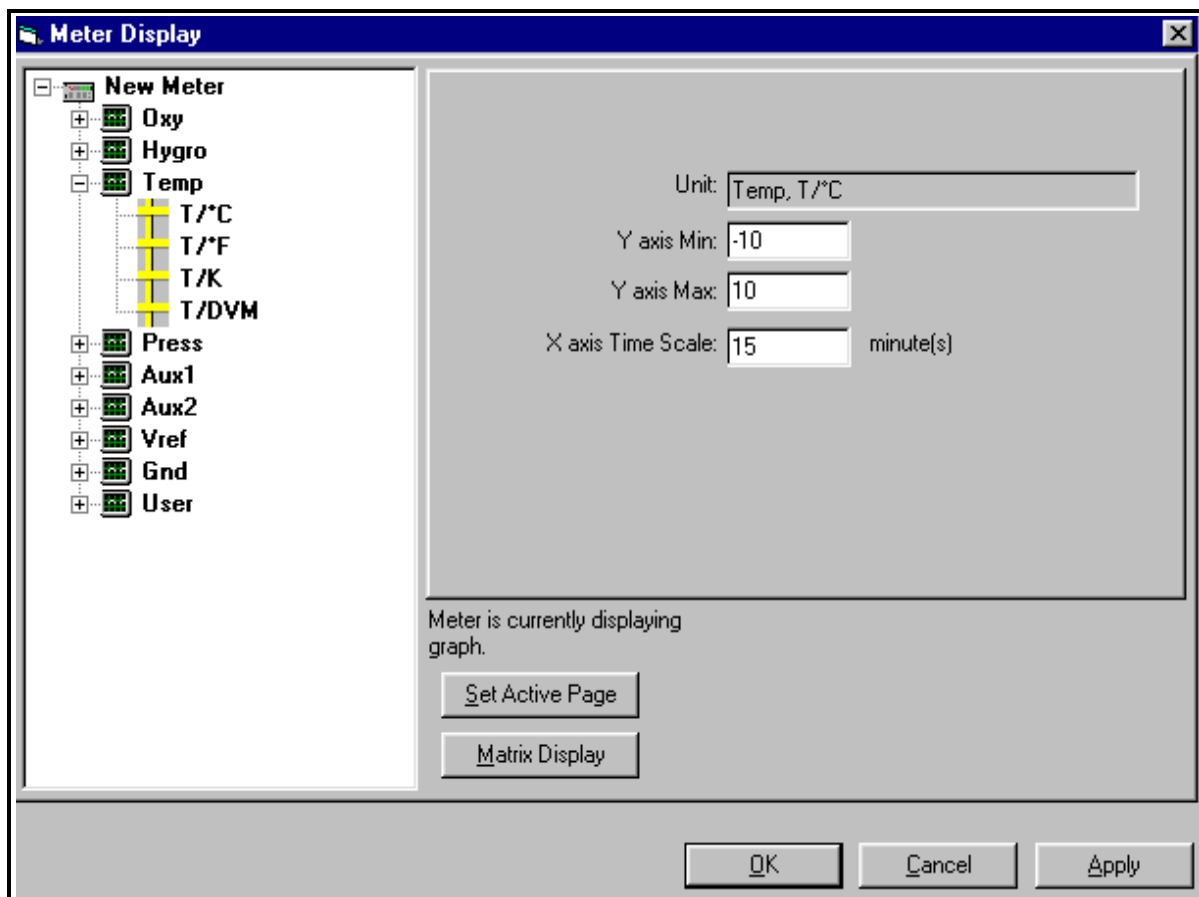 Meter Display
New Meter
Oxy
Hygro
Temp
T/°C
T/°F
T/K
T/DVM
Press
Aux1
Aux2
Vref
Gnd
User
Unit: Temp, T/°C
Y axis Min: -10
Y axis Max: 10
X axis Time Scale: 15 minute(s)
Meter is currently displaying
graph.
Set Active Page
Matrix Display
OK Cancel Apply